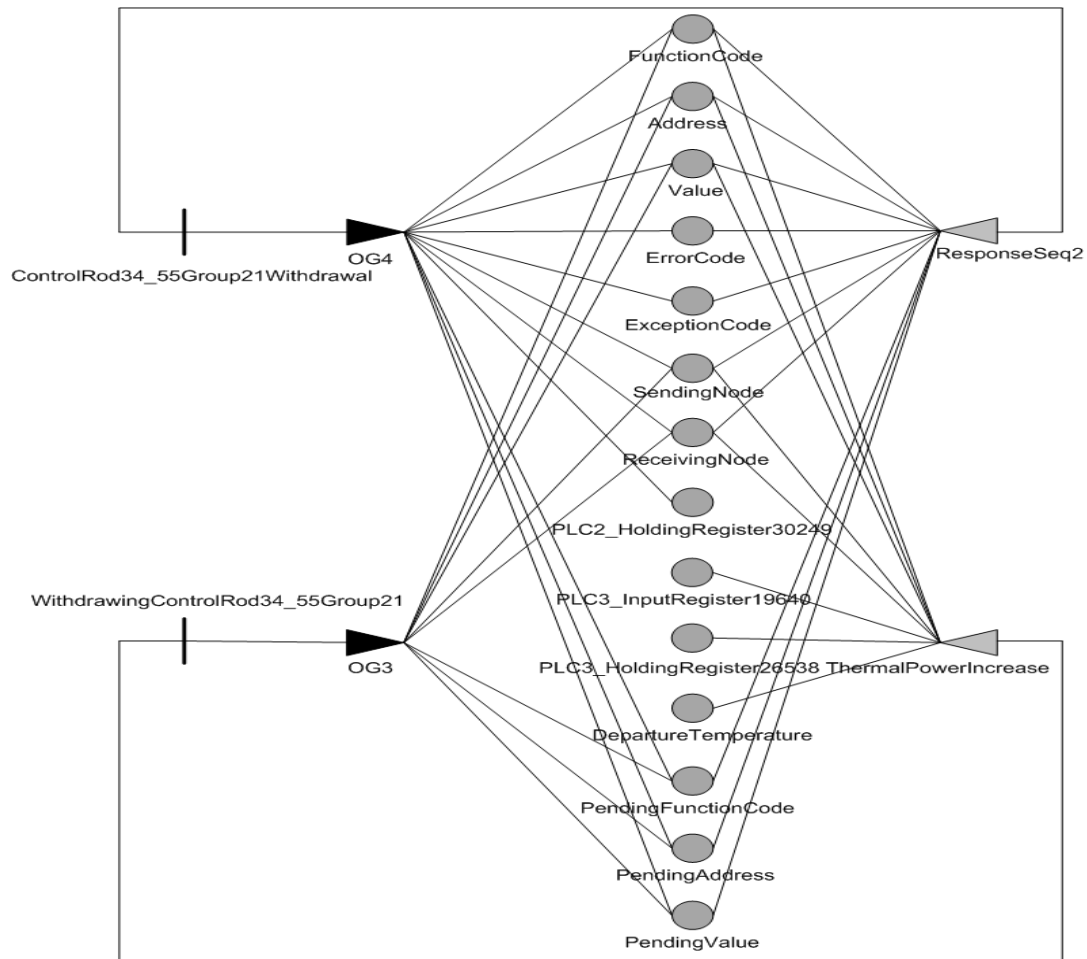 FunctionCode
Address
Value
OG4
ErrorCode
ResponseSeq2
ControlRod34_55Group21Withdrawal
ExceptionCode
SendingNode
ReceivingNode
PLC2_HoldingRegister30249
WithdrawingControlRod34_55Group21
PLC3_InputRegister19640
OG3
PLC3_HoldingRegister26538
ThermalPowerIncrease
DepartureTemperature
PendingFunctionCode
PendingAddress
PendingValue